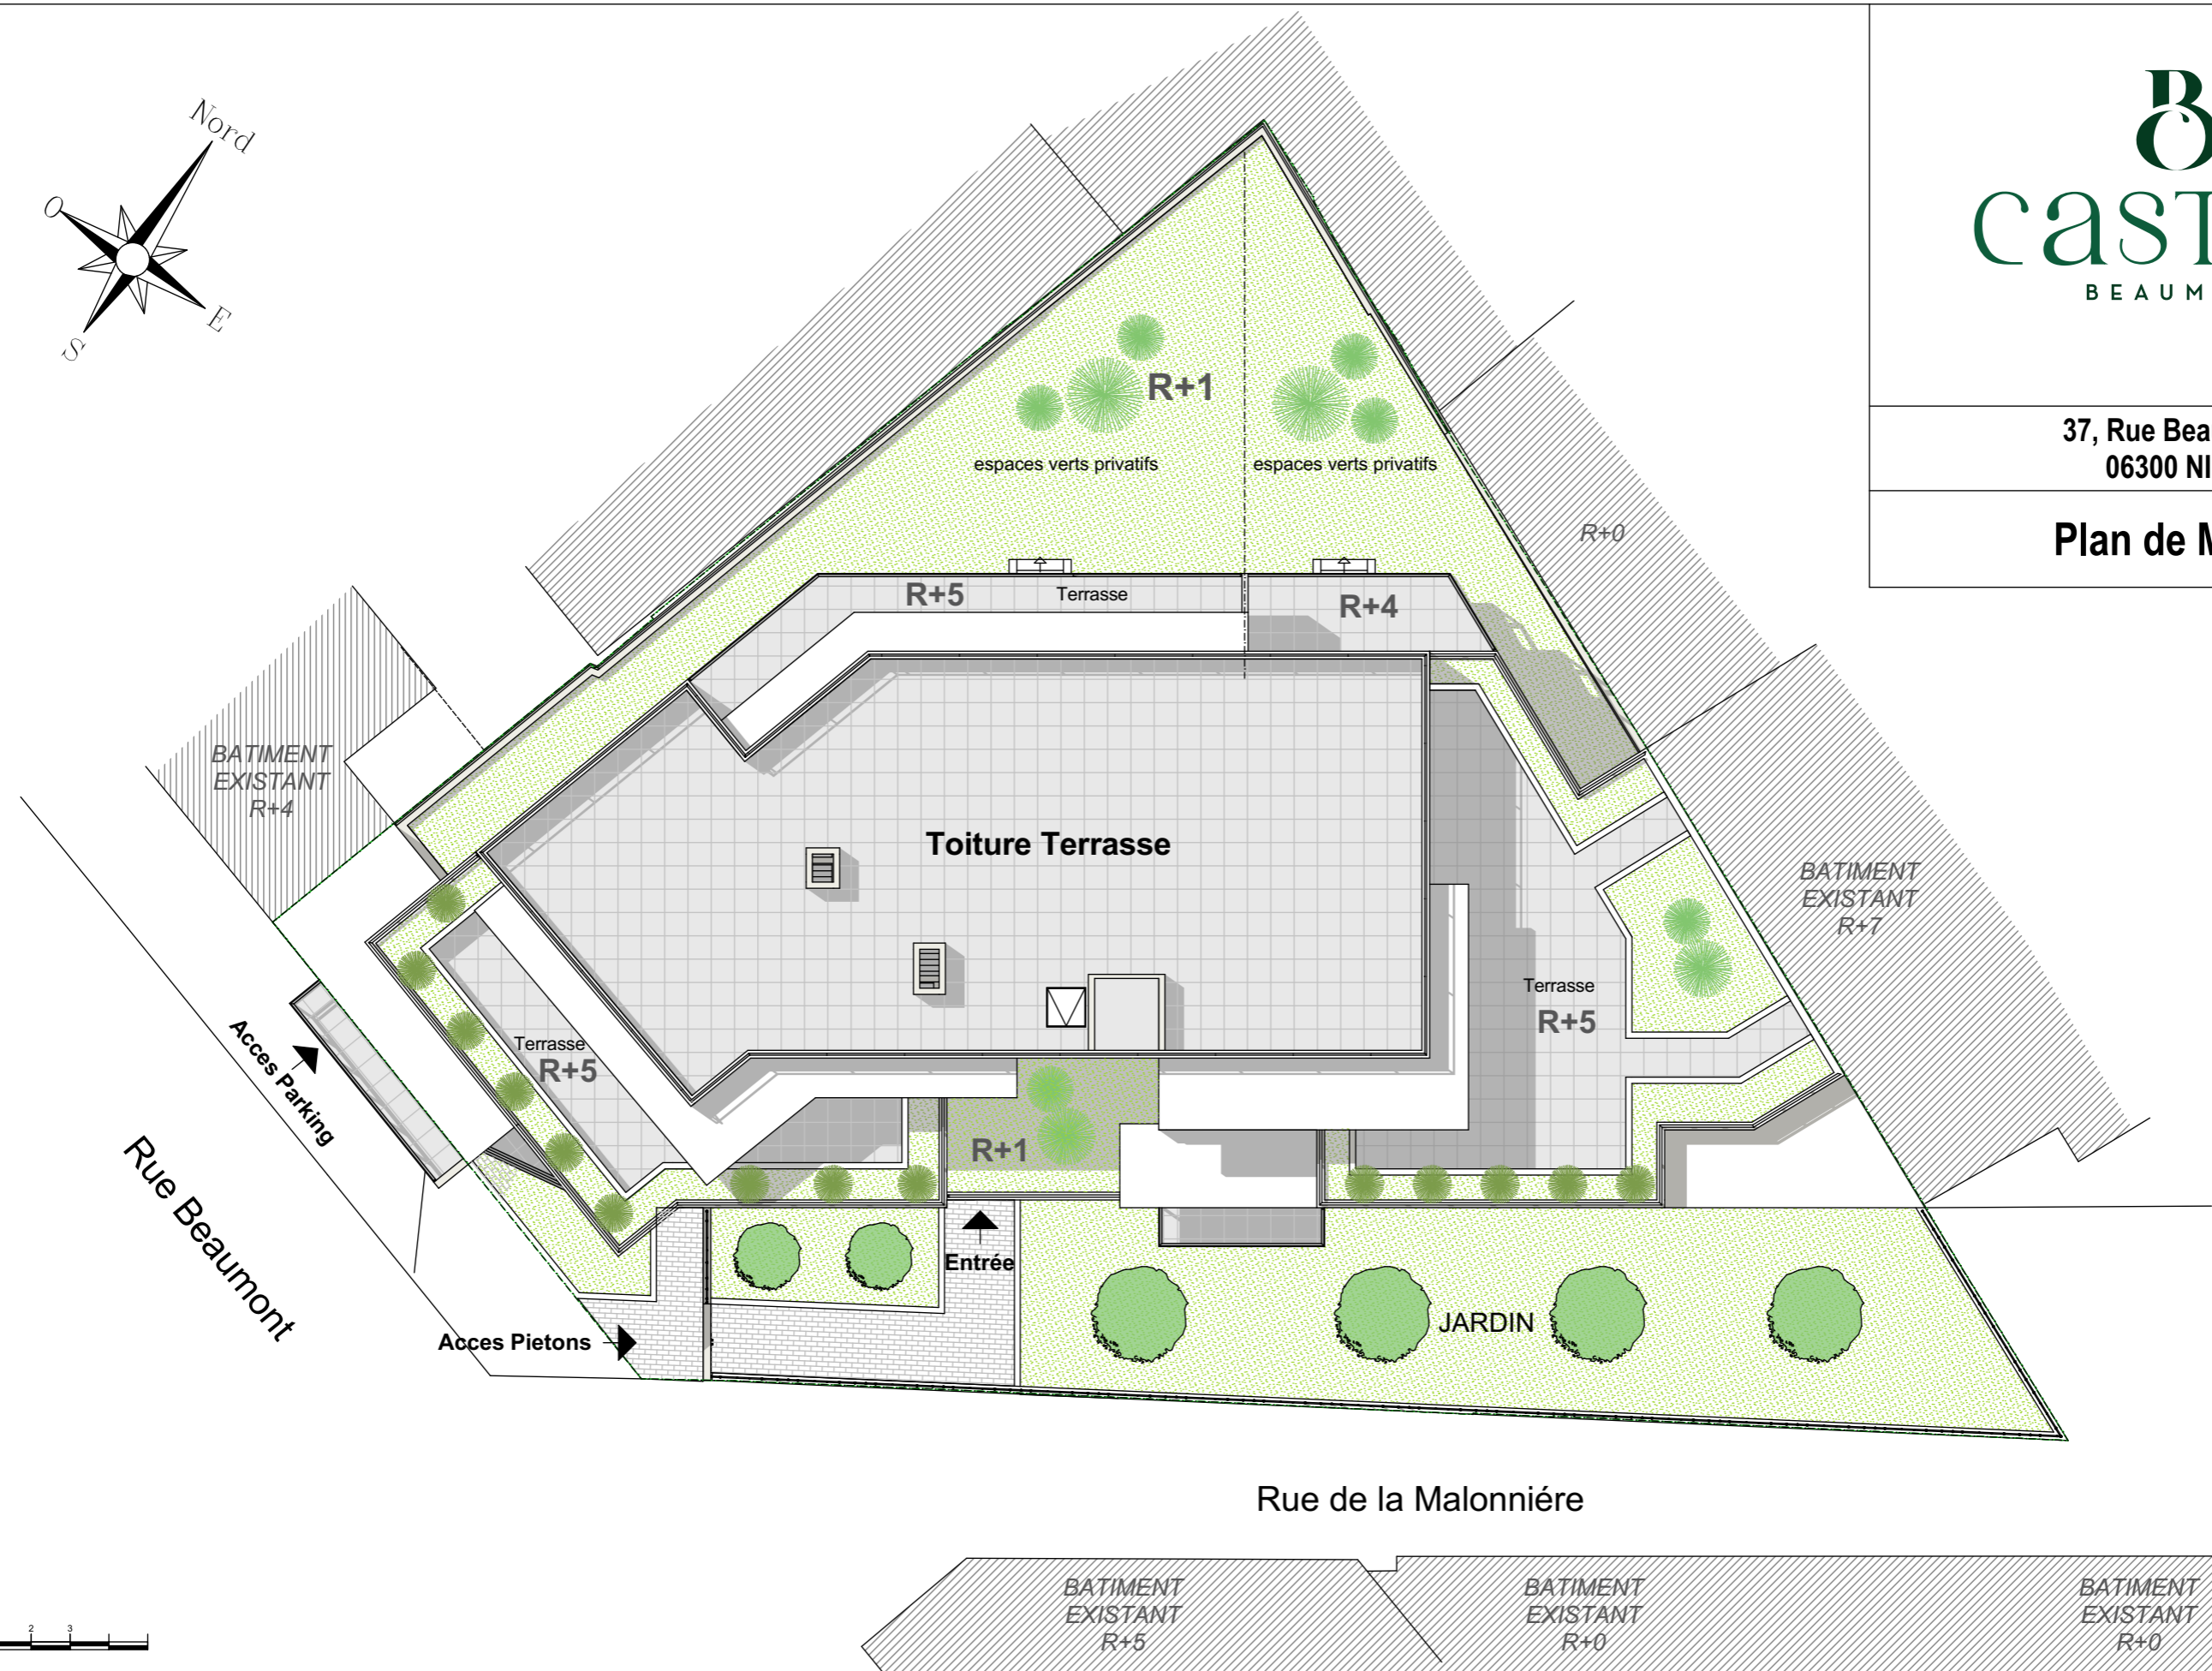 Nord
O
E
S
BO
CAST
BEAUM
37, Rue Bea
06300 NI
Plan de M
R+1
espaces verts privatifs
espaces verts privatifs
R+0
R+5
Terrasse
R+4
BATIMENT
EXISTANT
R+4
Toiture Terrasse
BATIMENT
EXISTANT
R+7
Terrasse
R+5
Terrasse
R+5
Acces Parking
R+1
Rue Beaumont
Entrée
Acces Pietons
JARDIN
Rue de la Malonniére
BATIMENT
EXISTANT
R+5
BATIMENT
EXISTANT
R+0
BATIMENT
EXISTANT
R+0
2 3